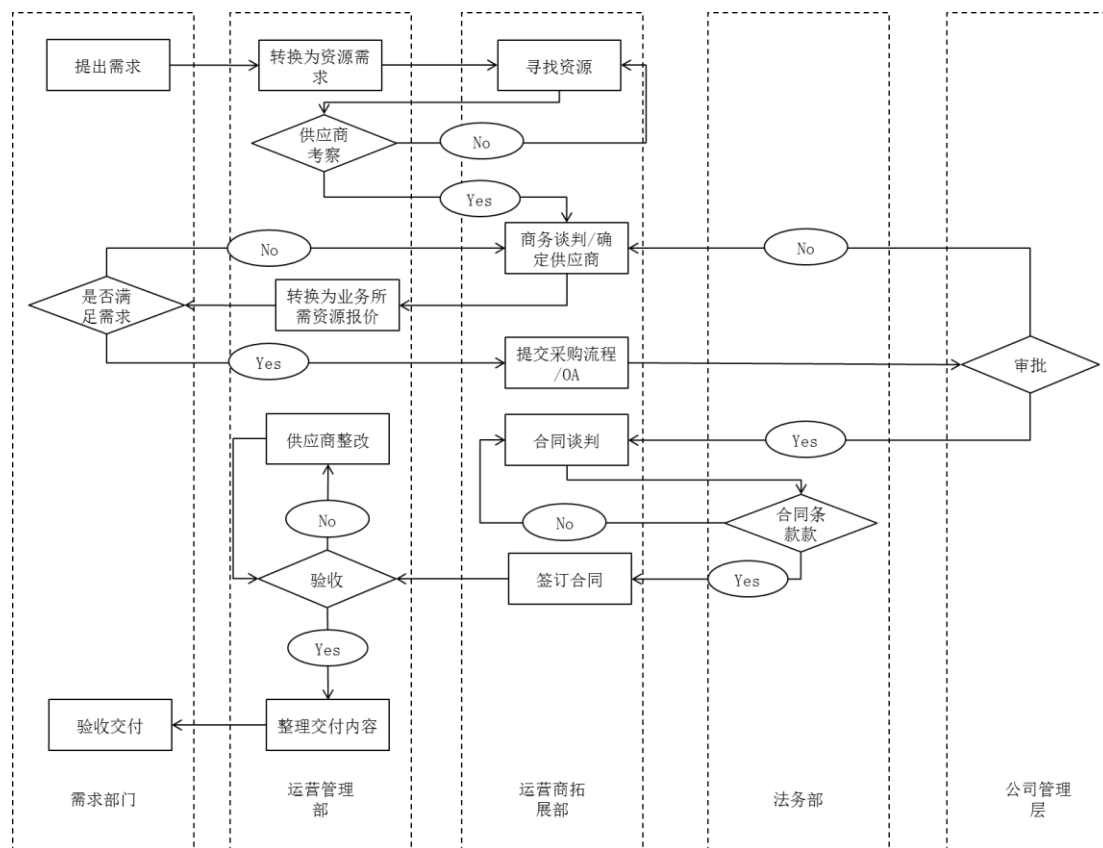 提出需求
转换为资源需
求
寻找资源
供应商
考察
No
Yes
商务谈判/确
定供应商
No
No
是否满
足需求
转换为业务所
需资源报价
Yes
提交采购流程
/OA
审批
供应商整改
合同谈判
Yes
No
No
合同条
款款
验收
签订合同
Yes
Yes
验收交付
整理交付内容
需求部门
运营管理
部
运营商拓
展部
法务部
公司管理
层